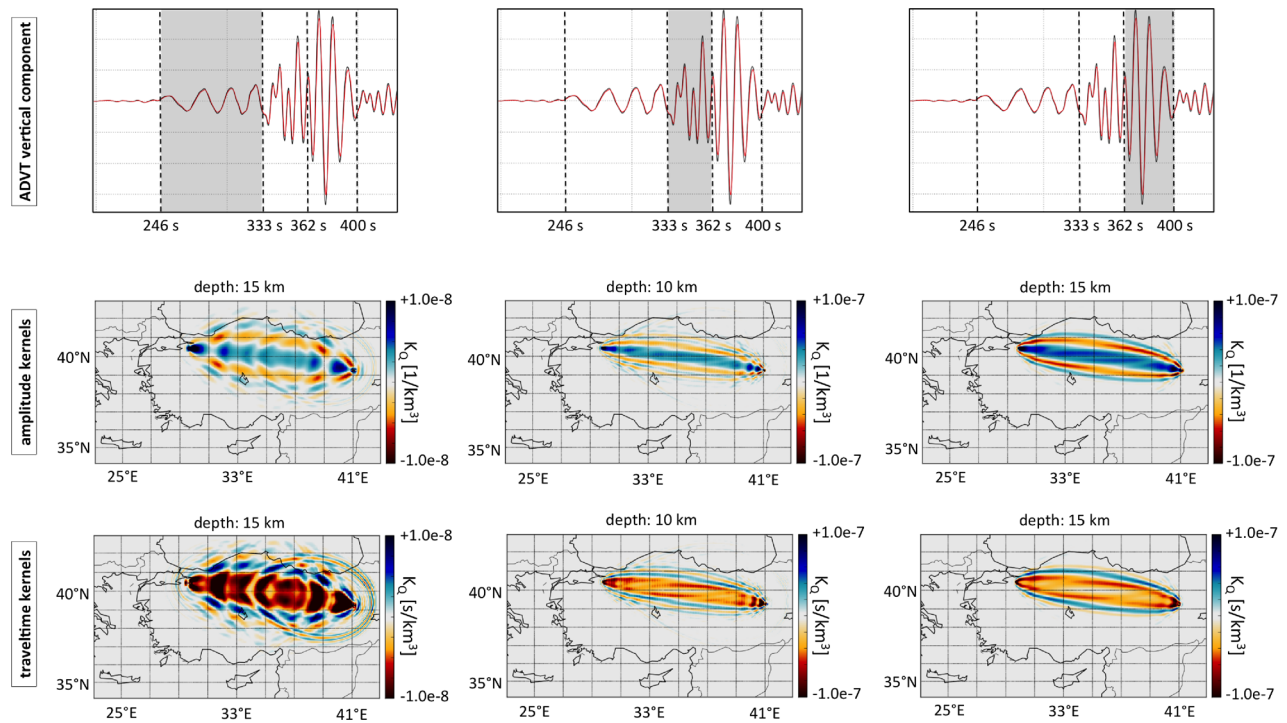 ADVT vertical component
246 s 333 s 362 s 400 s
246 s 333 s 362 s 400 s
246 s 333 s 362 s 400 s
amplitude kernels
depth: 15 km
40°N
35°N
25°E 33°E 41°E
+1.0e-8
K_Q [1/km³]
-1.0e-8
depth: 10 km
40°N
35°N
25°E 33°E 41°E
+1.0e-7
K_Q [1/km³]
-1.0e-7
depth: 15 km
40°N
35°N
25°E 33°E 41°E
+1.0e-7
K_Q [1/km³]
-1.0e-7
traveltime kernels
depth: 15 km
40°N
35°N
25°E 33°E 41°E
+1.0e-8
K_Q [s/km³]
-1.0e-8
depth: 10 km
40°N
35°N
25°E 33°E 41°E
+1.0e-7
K_Q [s/km³]
-1.0e-7
depth: 15 km
40°N
35°N
25°E 33°E 41°E
+1.0e-7
K_Q [s/km³]
-1.0e-7